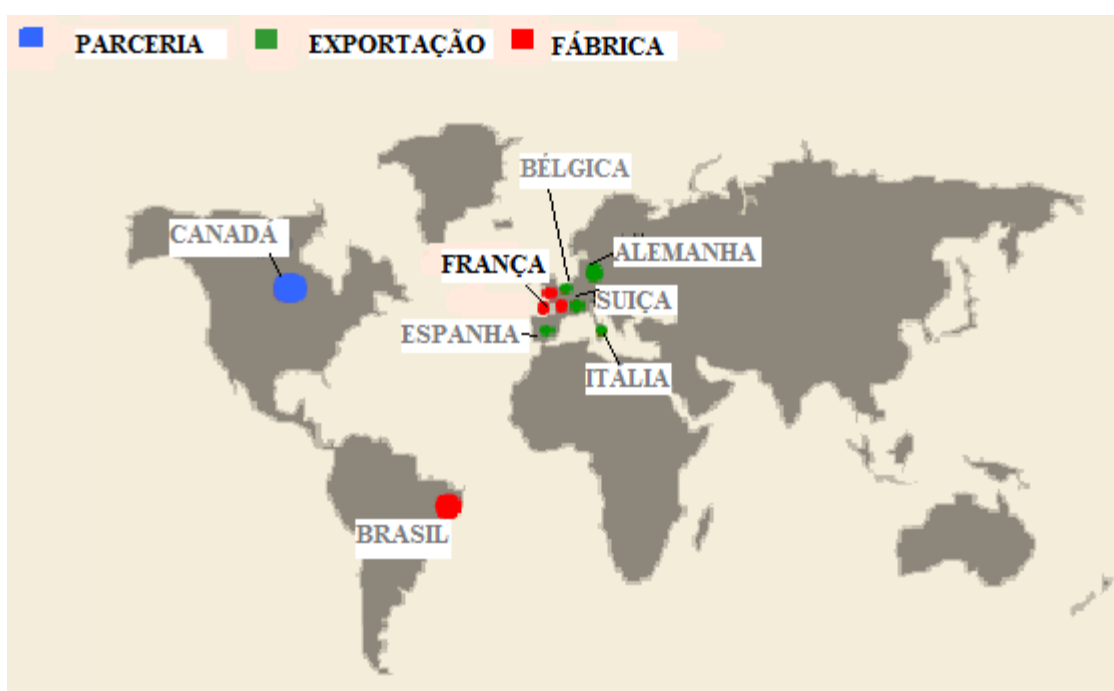 PARCERIA EXPORTAÇÃO FÁBRICA
BÉLGICA
CANADÁ
ALEMANHA
FRANÇA
SUIÇA
ESPANHA
ITÁLIA
BRASIL